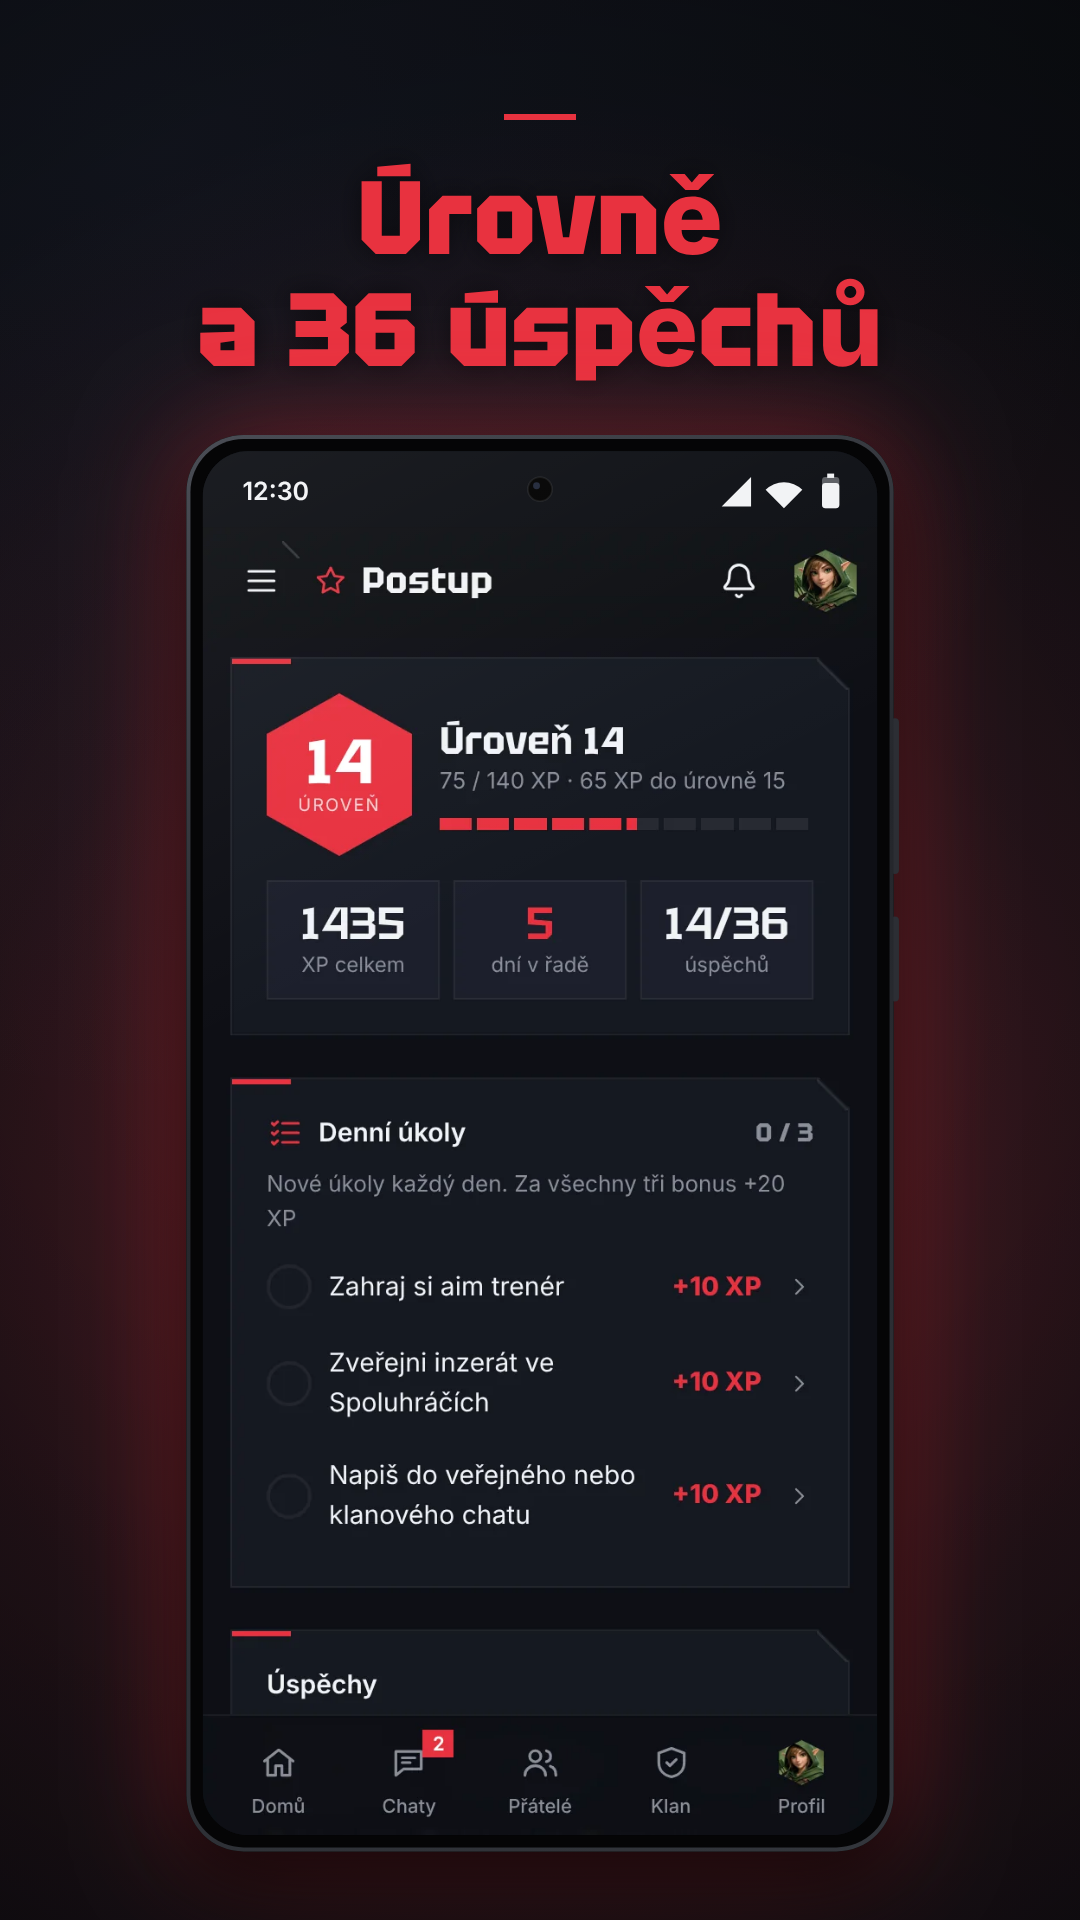 Úrovně
a 36 úspěchů
12:30
Postup
14
ÚROVEŇ
Úroveň 14
75 / 140 XP · 65 XP do úrovně 15
1435
XP celkem
5
dní v řadě
14/36
úspěchů
Denní úkoly
0 / 3
Nové úkoly každý den. Za všechny tři bonus +20
XP
Zahraj si aim trenér
+10 XP
Zveřejni inzerát ve
Spoluhráčích
+10 XP
Napiš do veřejného nebo
klanového chatu
+10 XP
Úspěchy
2
Domů
Chaty
Přátelé
Klan
Profil